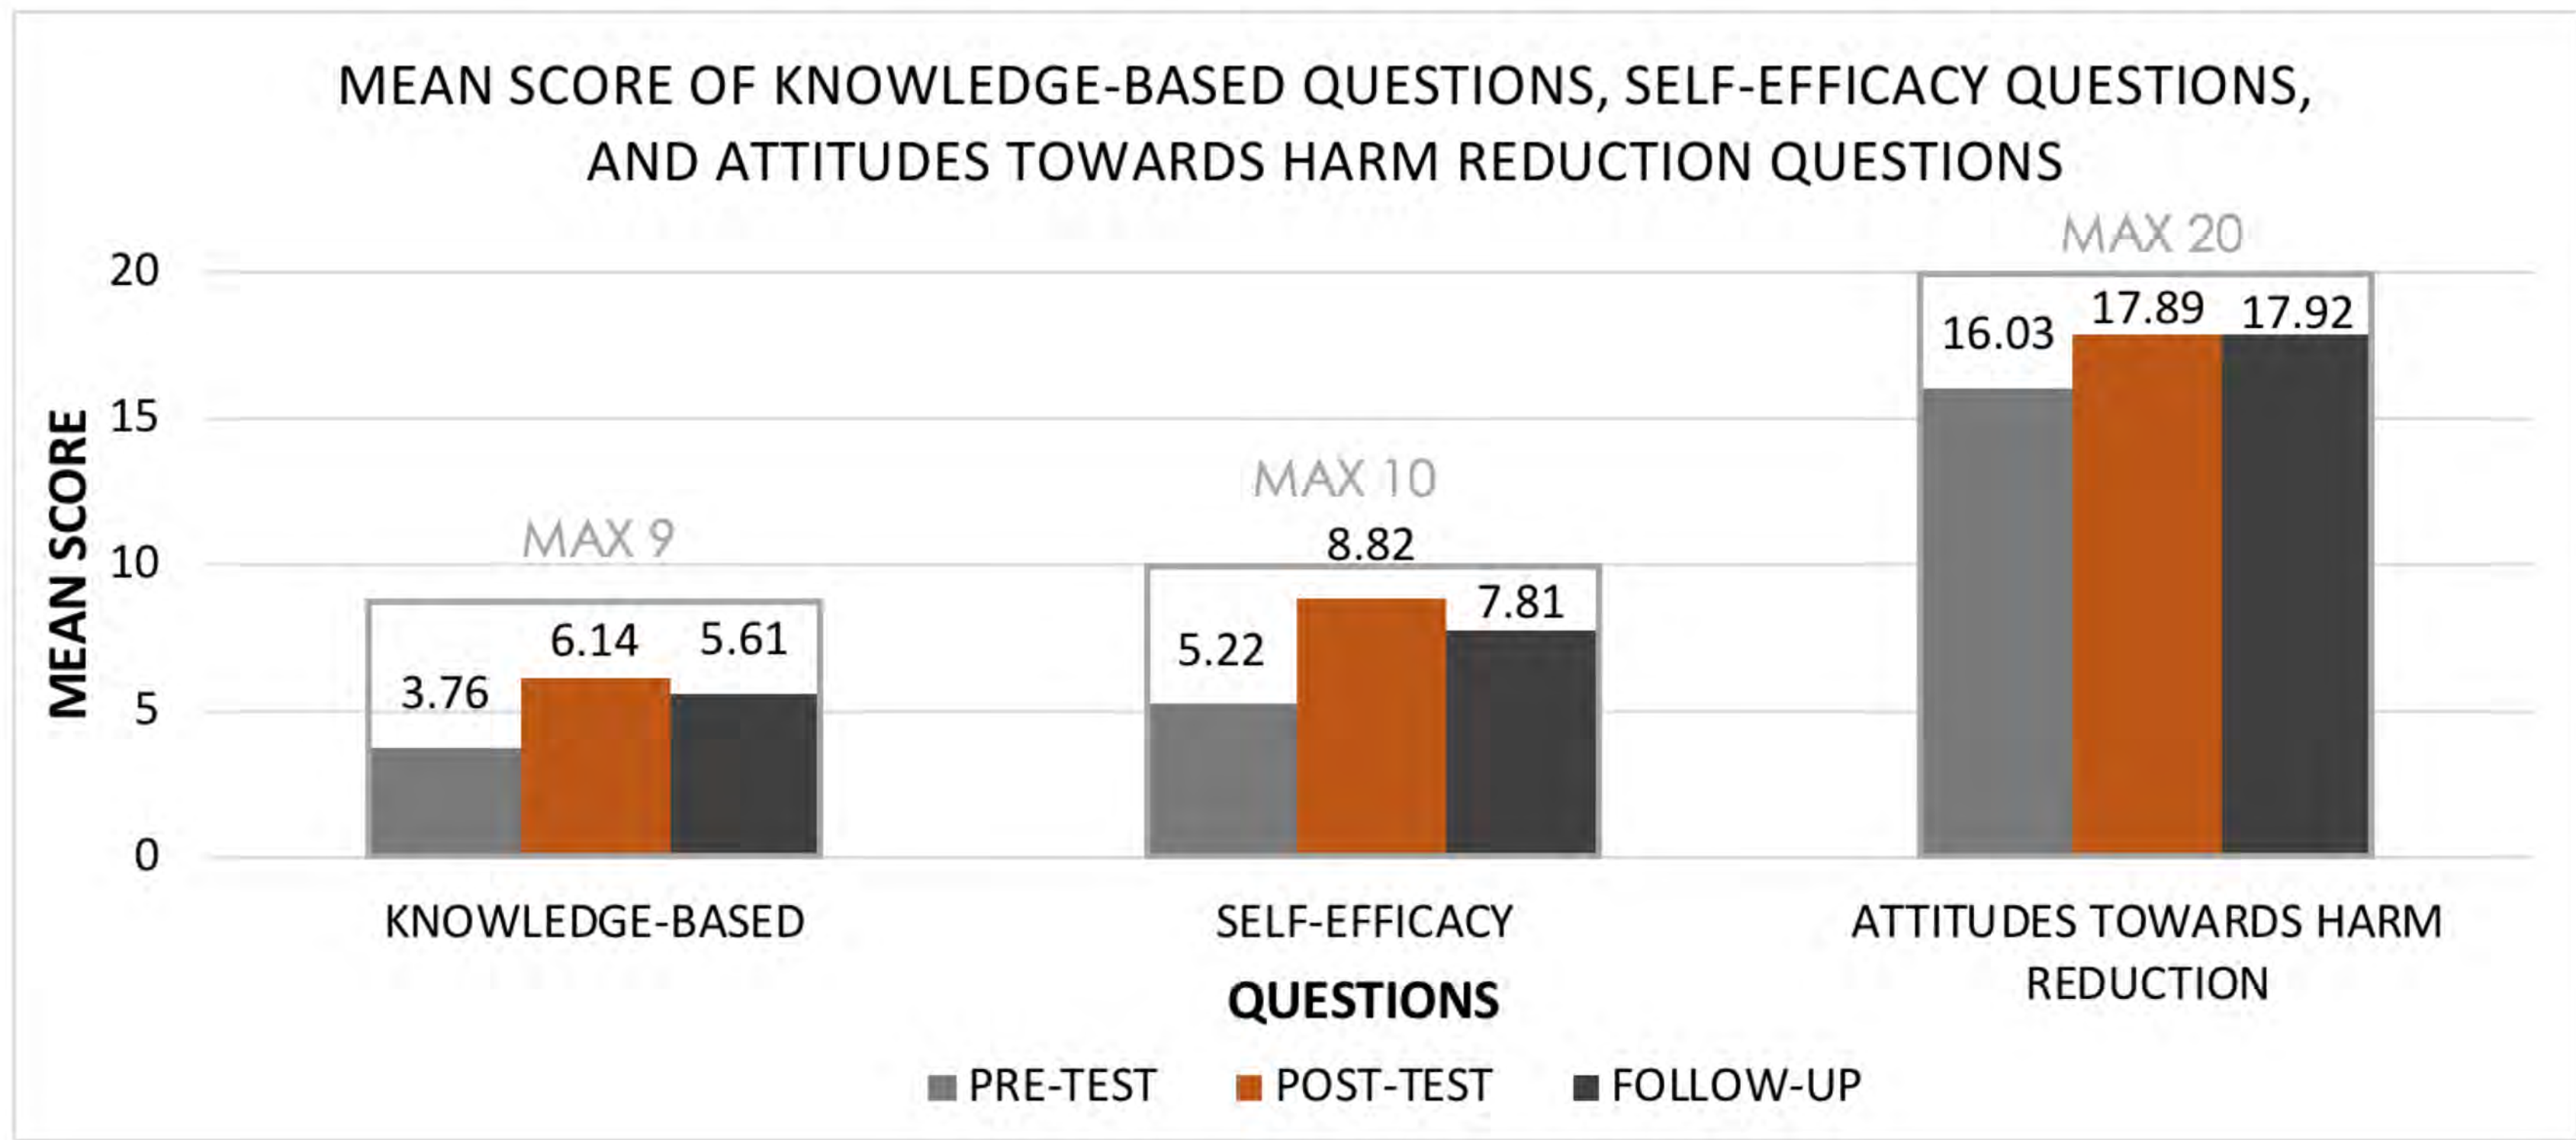 MEAN SCORE OF KNOWLEDGE-BASED QUESTIONS, SELF-EFFICACY QUESTIONS,
AND ATTITUDES TOWARDS HARM REDUCTION QUESTIONS
MEAN SCORE
20
15
10
5
0
MAX 9
3.76
6.14
5.61
MAX 10
5.22
8.82
7.81
MAX 20
16.03
17.89
17.92
KNOWLEDGE-BASED
SELF-EFFICACY
ATTITUDES TOWARDS HARM
REDUCTION
QUESTIONS
PRE-TEST
POST-TEST
FOLLOW-UP